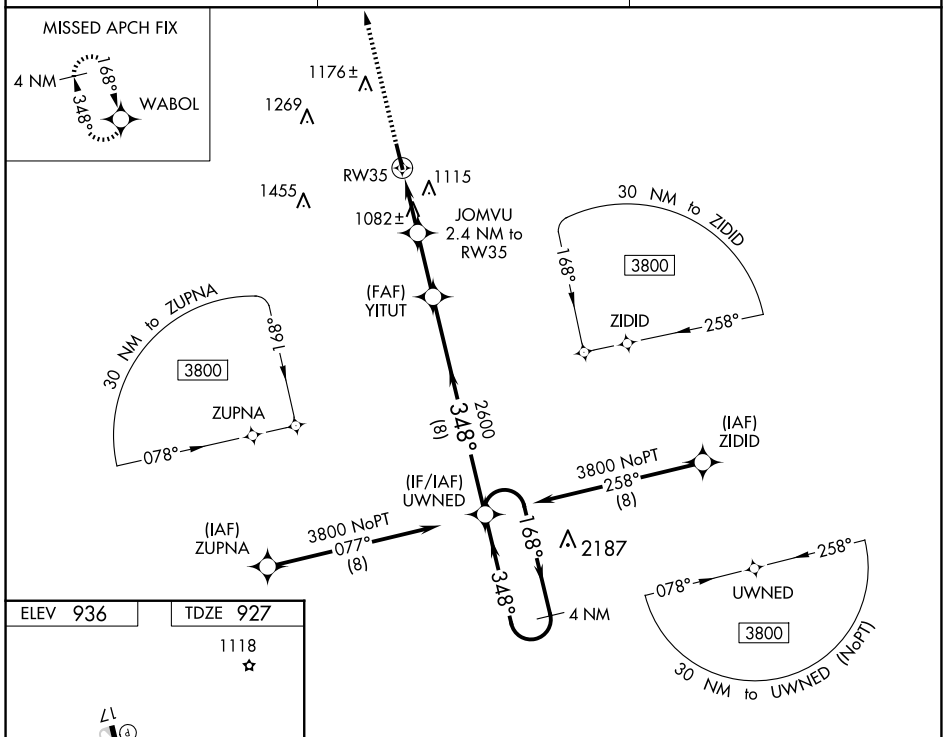 MISSED APCH FIX
4 NM
168°
348°
WABOL
1176±
1269
RW35
1115
1455
1082±
JOMVU
2.4 NM to
RW35
30 NM to ZIDID
168°
3800
ZIDID
258°
(FAF)
YITUT
30 NM to ZUPNA
168°
3800
ZUPNA
078°
2600
348°
(8)
(IAF)
ZIDID
3800 NoPT
258°
(8)
(IF/IAF)
UWNED
(IAF)
ZUPNA
3800 NoPT
077°
(8)
168°
348°
2187
4 NM
078°
258°
UWNED
3800
30 NM to UWNED (NoPT)
ELEV 936
TDZE 927
1118
17
P